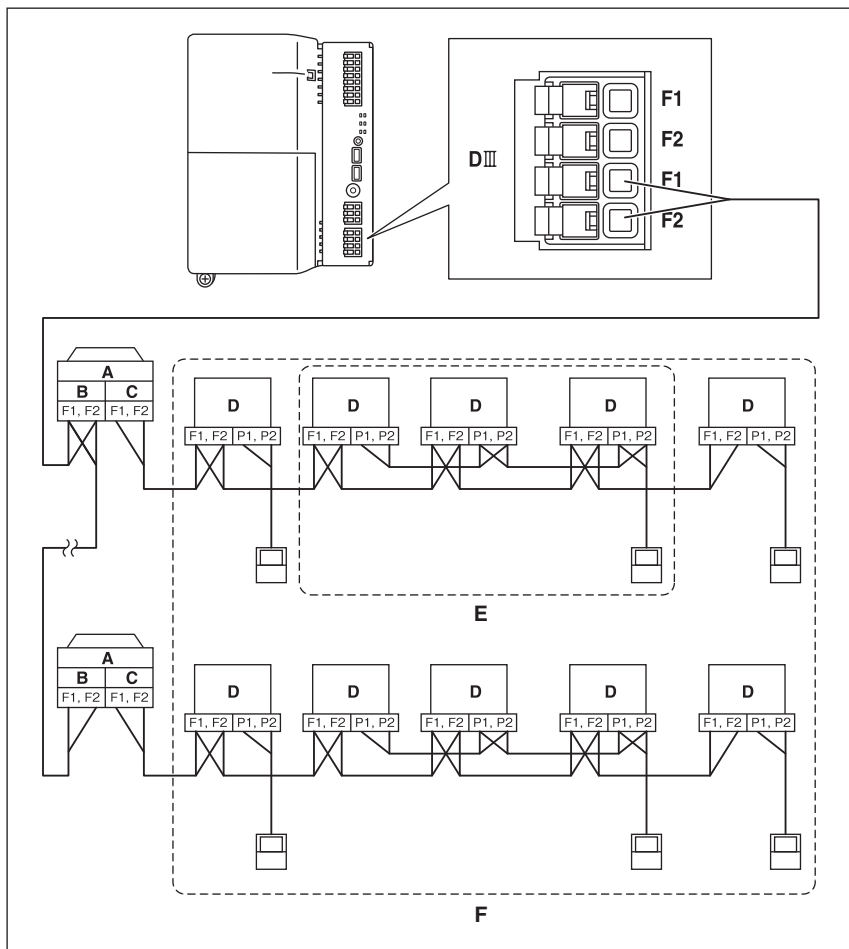 F1
F2
DⅢ
F1
F2
A
B C
F1, F2 F1, F2
D D D D D
F1, F2 P1, P2 F1, F2 P1, P2 F1, F2 P1, P2 F1, F2 P1, P2 F1, F2 P1, P2
E
A
B C
F1, F2 F1, F2
D D D D D
F1, F2 P1, P2 F1, F2 P1, P2 F1, F2 P1, P2 F1, F2 P1, P2 F1, F2 P1, P2
F